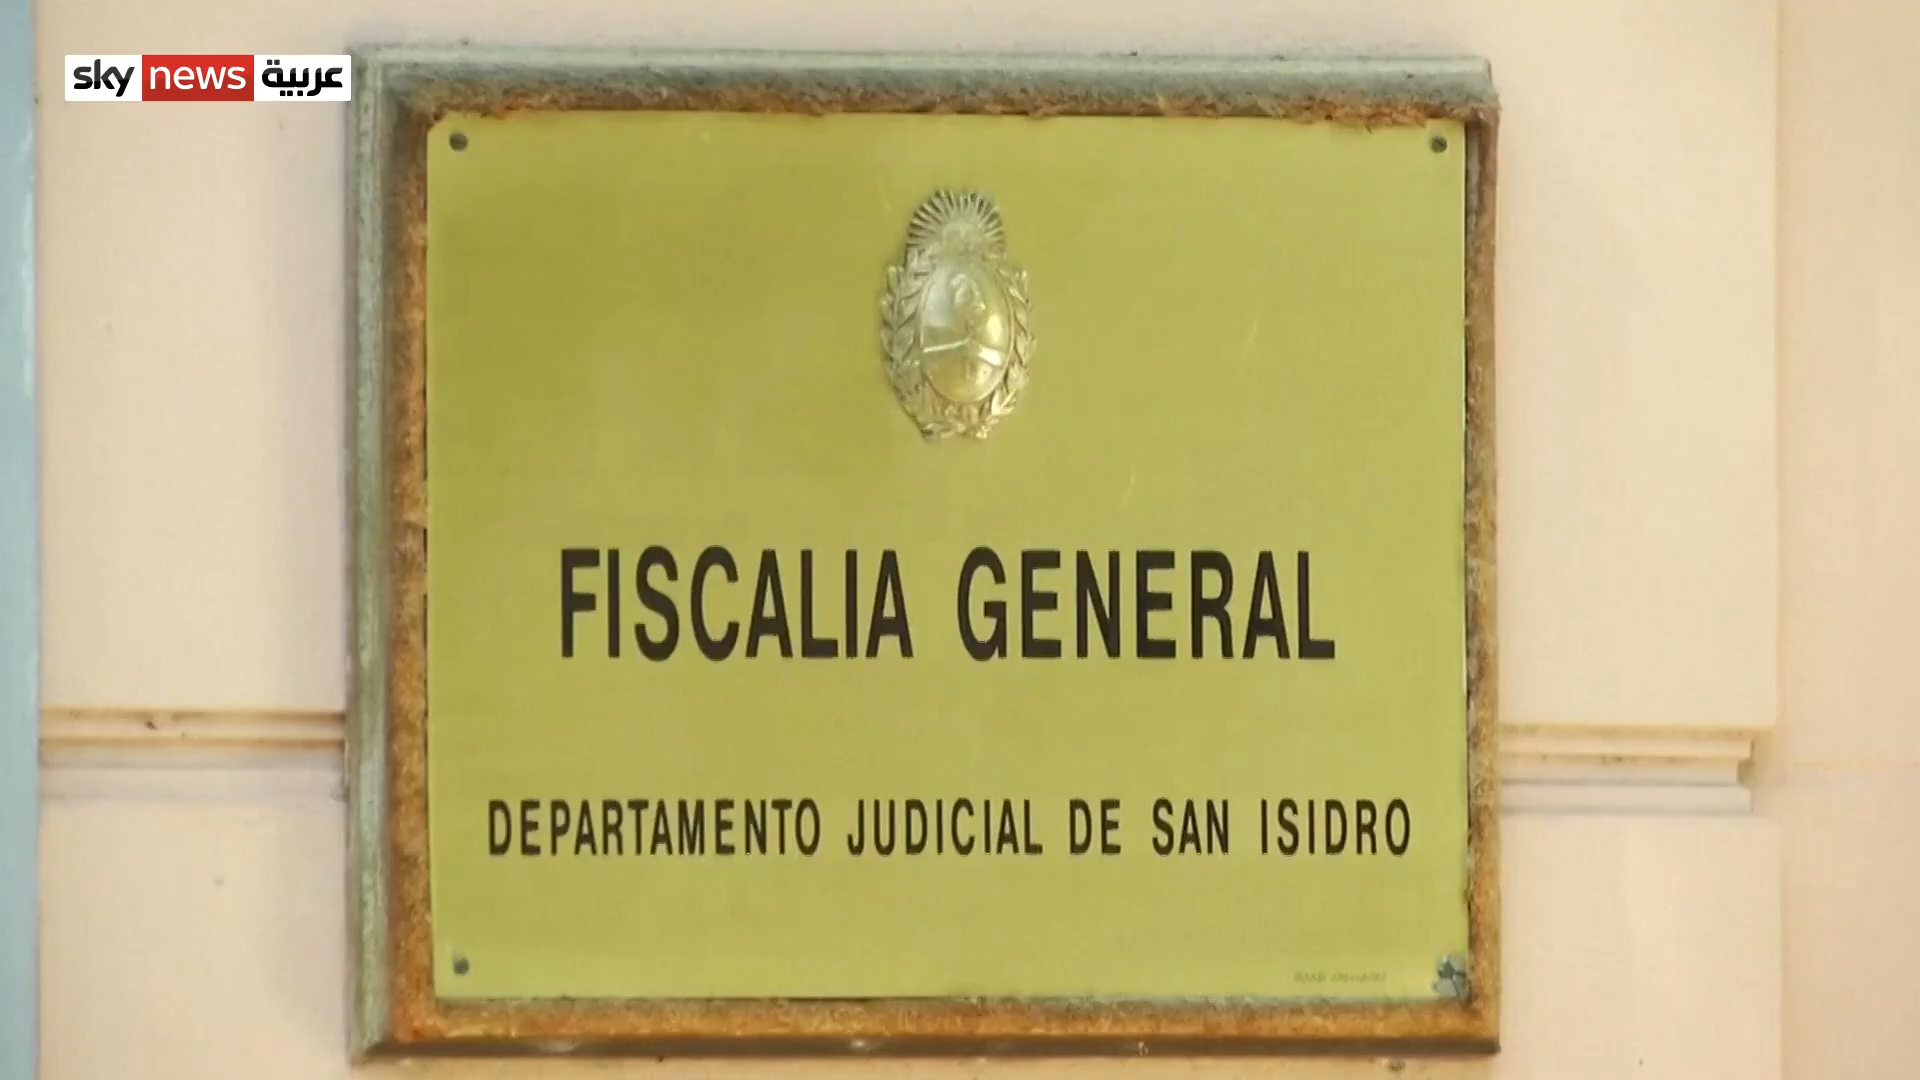 sky news عربية
FISCALIA GENERAL
DEPARTAMENTO JUDICIAL DE SAN ISIDRO